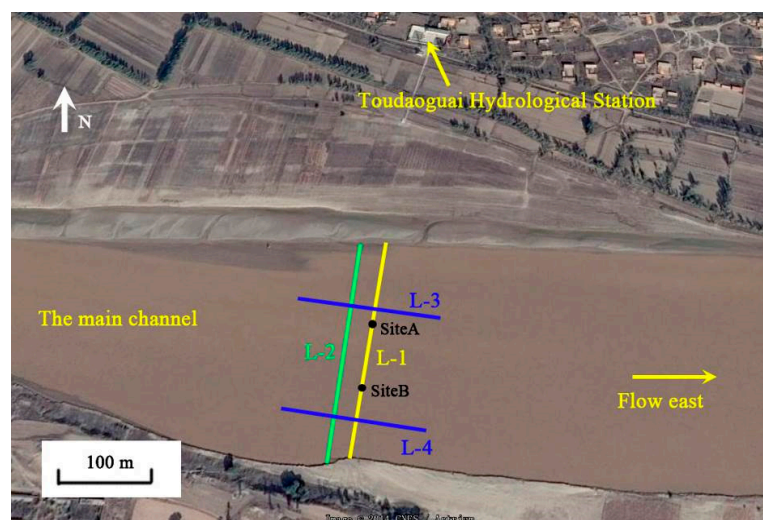 Toudaoguai Hydrological Station
N
L-3
The main channel
SiteA
L-2
L-1
SiteB
Flow east
L-4
100 m